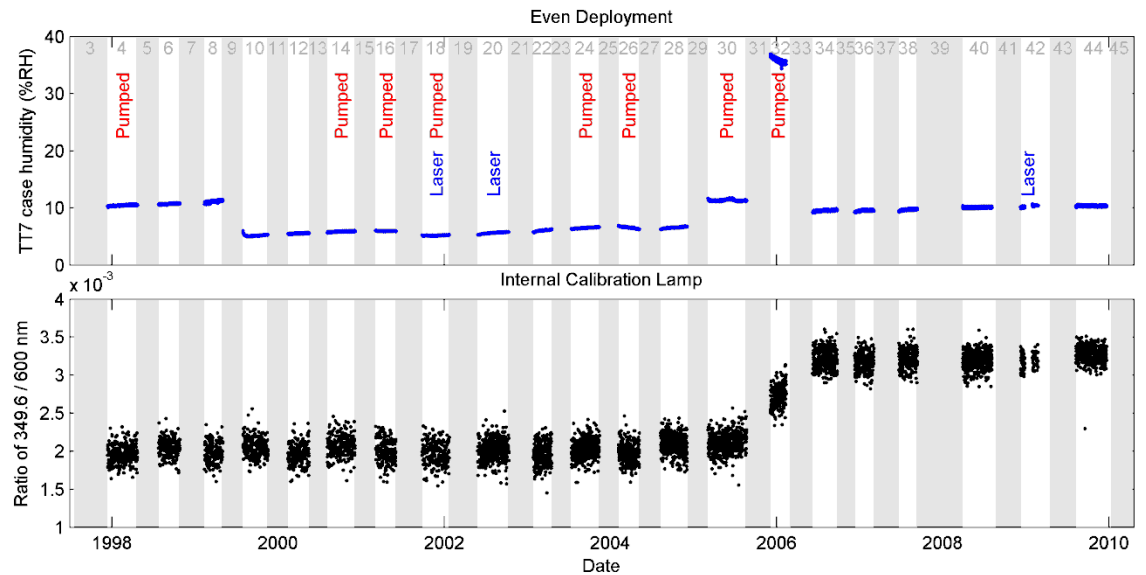 Even Deployment
TT7 case humidity (%RH)
40
30
20
10
0
3 4 5 6 7 8 9 10 11 12 13 14 15 16 17 18 19 20 21 22 23 24 25 26 27 28 29 30 31 32 33 34 35 36 37 38 39 40 41 42 43 44 45
Pumped
Pumped
Pumped
Pumped
Pumped
Pumped
Pumped
Pumped
Laser
Laser
Laser
Internal Calibration Lamp
x 10-3
Ratio of 349.6 / 600 nm
4
3.5
3
2.5
2
1.5
1
1998 2000 2002 2004 2006 2008 2010
Date